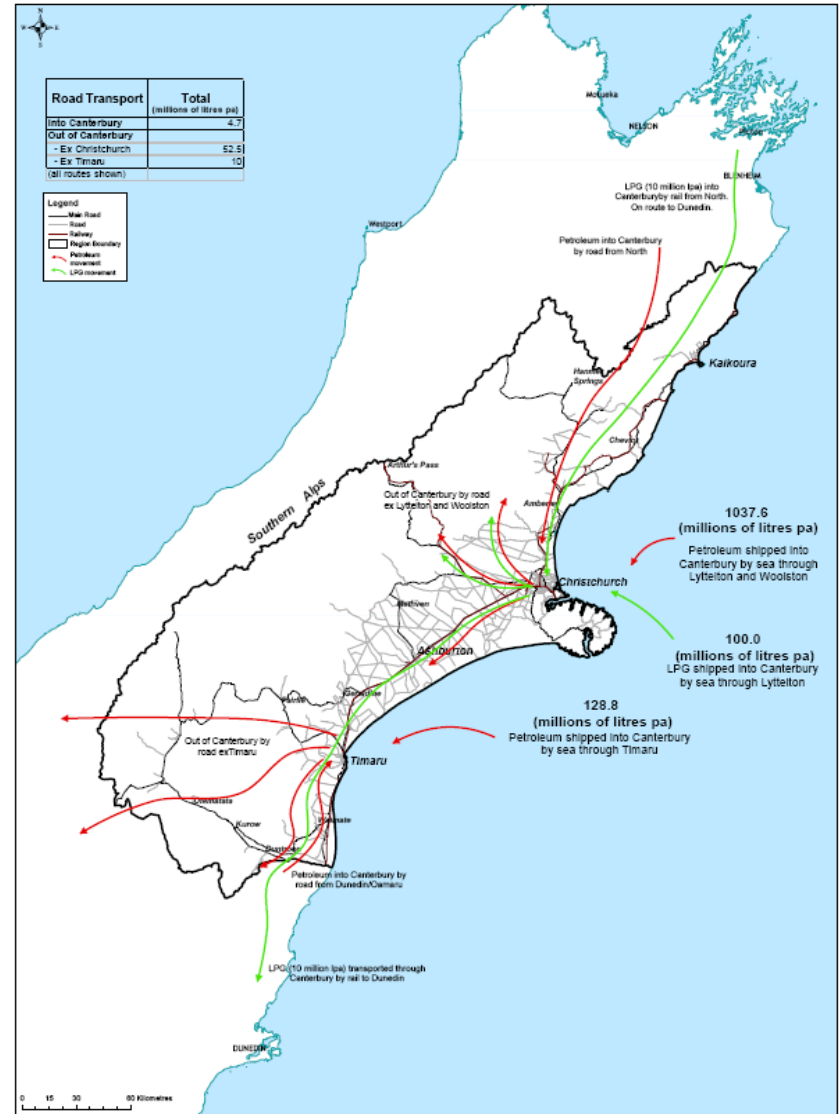 N
W
E
S
Road Transport
Total
(millions of litres pa)
Into Canterbury 4.7
Out of Canterbury
- Ex Christchurch 52.5
- Ex Timaru 10
(all routes shown)
Legend
Main Road
Road
Railway
Region Boundary
Petroleum
movement
LPG movement
Motueka
NELSON
Picton
BLENHEIM
LPG (10 million lpa) into
Canterburyby rail from North.
On route to Dunedin.
Westport
Petroleum into Canterbury
by road from North
Kaikoura
Hanmer
Springs
Cheviot
Arthur's Pass
Southern Alps
Out of Canterbury by road
ex Lyttelton and Woolston
Amberley
1037.6
(millions of litres pa)
Petroleum shipped into
Canterbury by sea through
Lyttelton and Woolston
Christchurch
Methven
100.0
(millions of litres pa)
LPG shipped into Canterbury
by sea through Lyttelton
Ashburton
Geraldine
Fairlie
128.8
(millions of litres pa)
Petroleum shipped into Canterbury
by sea through Timaru
Out of Canterbury by
road exTimaru
Timaru
Otematata
Kurow
Waimate
Duntroon
Petroleum into Canterbury by
road from Dunedin/Oamaru
LPG (10 million lpa) transported through
Canterbury by rail to Dunedin
DUNEDIN
0 15 30 60 Kilometres